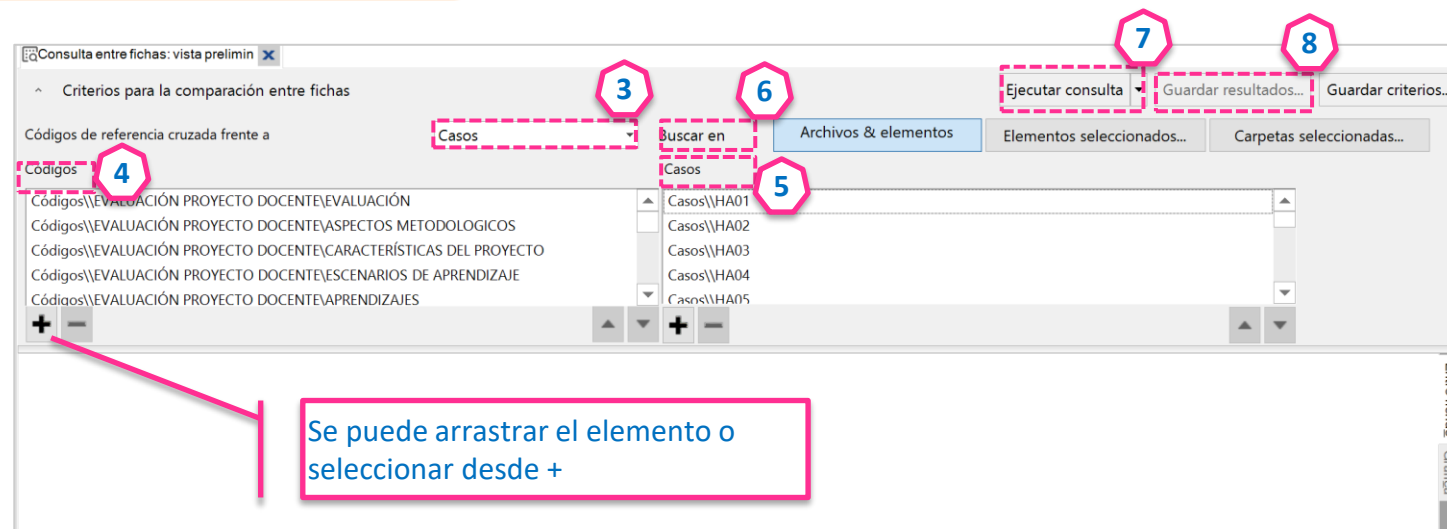 Consulta entre fichas: vista prelimin
7
8
3
6
Criterios para la comparación entre fichas
Ejecutar consulta
Guardar resultados...
Guardar criterios..
Códigos de referencia cruzada frente a
Casos
Buscar en
Archivos & elementos
Elementos seleccionados...
Carpetas seleccionadas...
Códigos
4
Casos
5
Códigos\\EVALUACIÓN PROYECTO DOCENTE\EVALUACIÓN
Casos\\HA01
Códigos\\EVALUACIÓN PROYECTO DOCENTE\ASPECTOS METODOLOGICOS
Casos\\HA02
Códigos\\EVALUACIÓN PROYECTO DOCENTE\CARACTERÍSTICAS DEL PROYECTO
Casos\\HA03
Códigos\\EVALUACIÓN PROYECTO DOCENTE\ESCENARIOS DE APRENDIZAJE
Casos\\HA04
Códigos\\EVALUACIÓN PROYECTO DOCENTE\APRENDIZAJES
Casos\\HA05
Se puede arrastrar el elemento o
seleccionar desde +